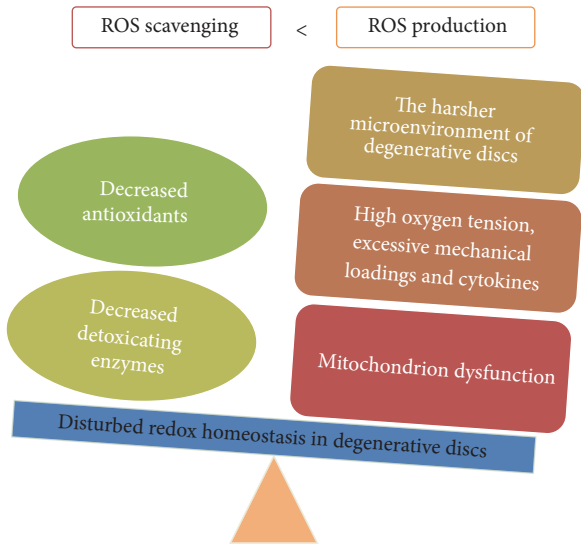 ROS scavenging < ROS production
Decreased
antioxidants
Decreased
detoxicating
enzymes
The harsher
microenvironment of
degenerative discs
High oxygen tension,
excessive mechanical
loadings and cytokines
Mitochondrion dysfunction
Disturbed redox homeostasis in degenerative discs